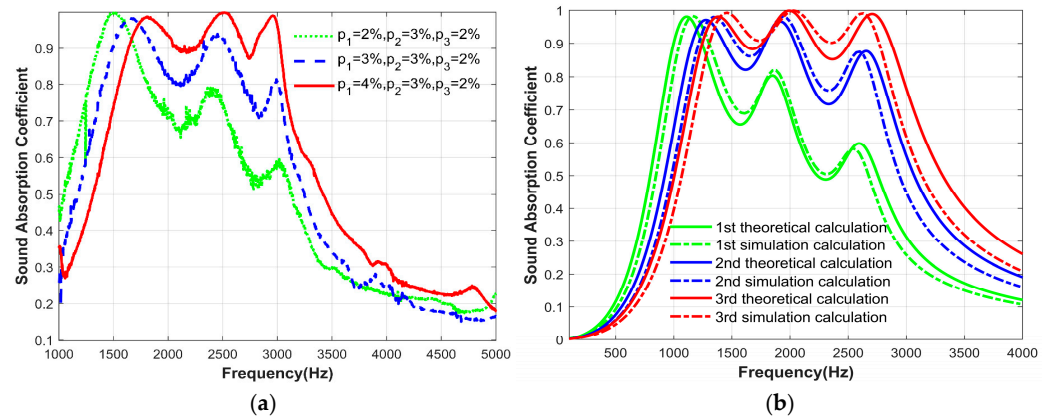 Sound Absorption Coefficient
0.9
0.8
0.7
0.6
0.5
0.4
0.3
0.2
0.1
p1=2%,p2=3%,p3=2%
p1=3%,p2=3%,p3=2%
p1=4%,p2=3%,p3=2%
1000 1500 2000 2500 3000 3500 4000 4500 5000
Frequency(Hz)
(a)
Sound Absorption Coefficient
1
0.9
0.8
0.7
0.6
0.5
0.4
0.3
0.2
0.1
0
1st theoretical calculation
1st simulation calculation
2nd theoretical calculation
2nd simulation calculation
3rd theoretical calculation
3rd simulation calculation
500 1000 1500 2000 2500 3000 3500 4000
Frequency(Hz)
(b)